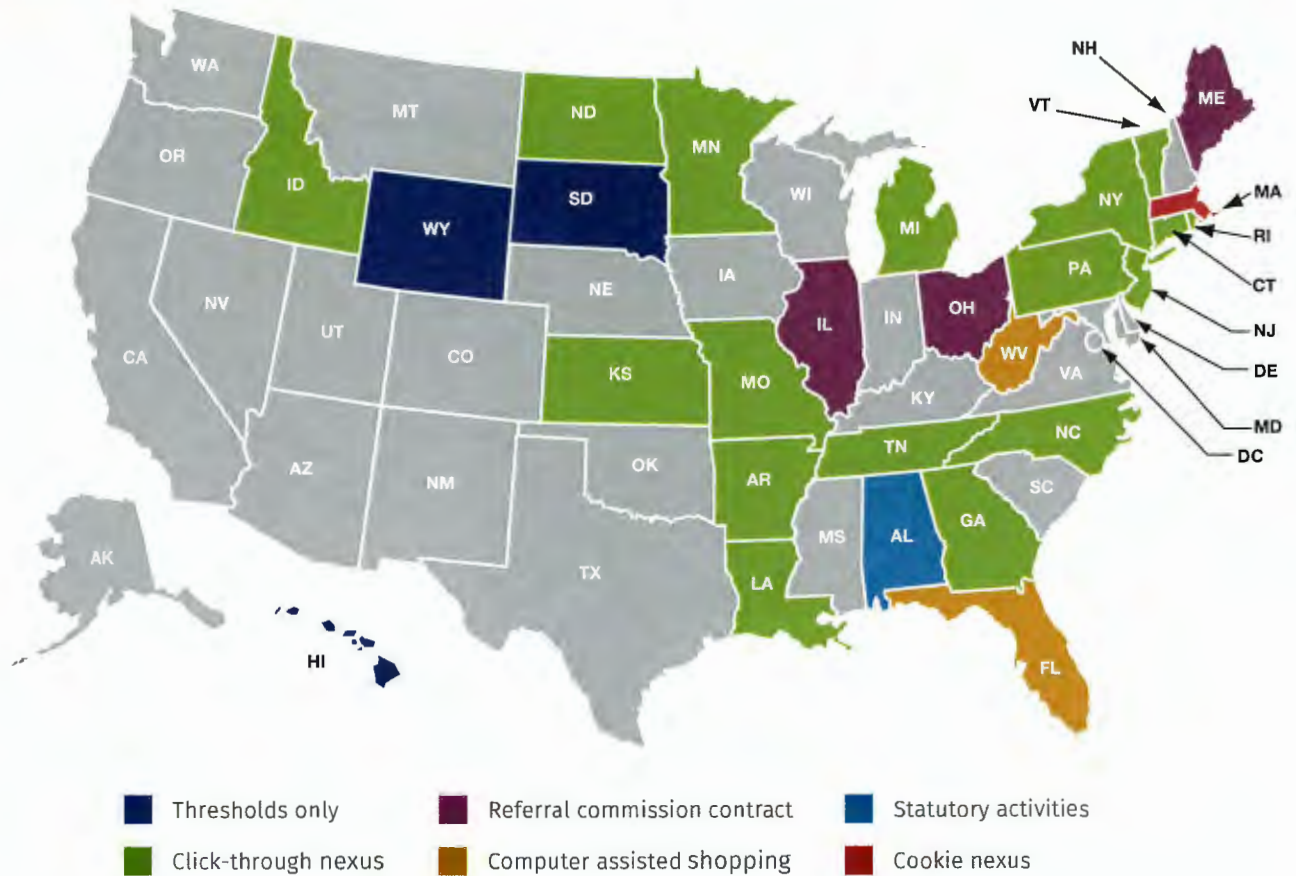 NH
WA
ME
MT
ND
VT
MN
OR
ID
WI
SD
MA
NY
WY
MI
RI
PA
IA
CT
NE
NV
OH
IN
IL
NJ
UT
WV
CO
CA
DE
VA
KS
MO
KY
MD
NC
TN
DC
OK
AZ
AR
NM
SC
GA
MS
AL
AK
TX
LA
HI
FL
Thresholds only
Referral commission contract
Statutory activities
Click-through nexus
Computer assisted shopping
Cookie nexus